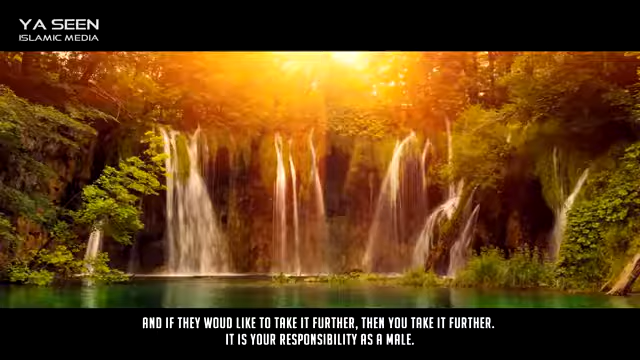 YA SEEN
ISLAMIC MEDIA
AND IF THEY WOUD LIKE TO TAKE IT FURTHER, THEN YOU TAKE IT FURTHER.
IT IS YOUR RESPONSIBILITY AS A MALE.